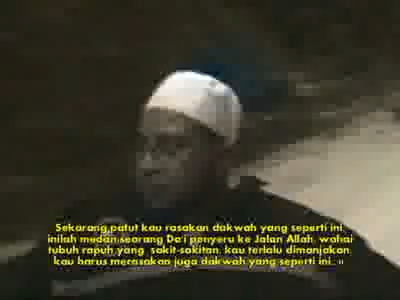 Sekarang patut kau rasakan dakwah yang seperti ini
inilah medan seorang Da'i penyeru ke Jalan Allah, wahai
tubuh rapuh yang sakit-sakitan, kau terlalu dimanjakan,
kau harus merasakan juga dakwah yang seperti ini..."